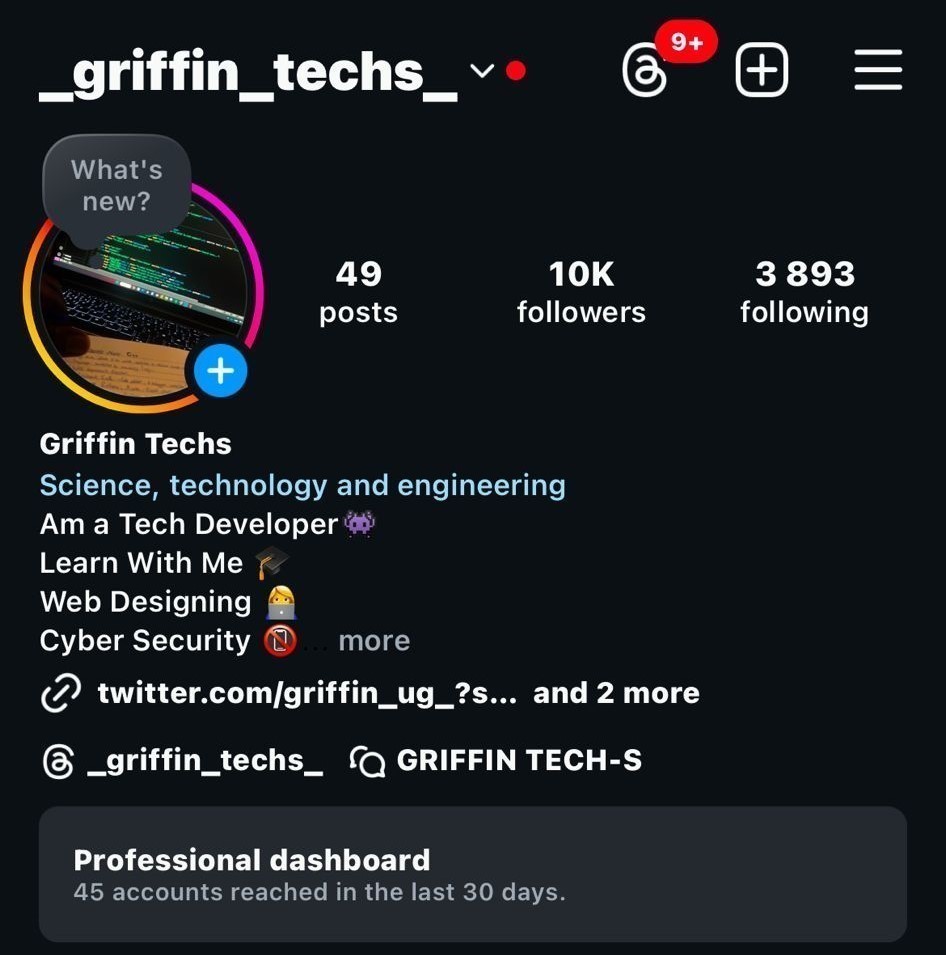 _griffin_techs_
9+
What's
new?
49
posts
10K
followers
3 893
following
Griffin Techs
Science, technology and engineering
Am a Tech Developer👾
Learn With Me 🎓
Web Designing 👩‍💻
Cyber Security 📵... more
twitter.com/griffin_ug_?s... and 2 more
_griffin_techs_ GRIFFIN TECH-S
Professional dashboard
45 accounts reached in the last 30 days.